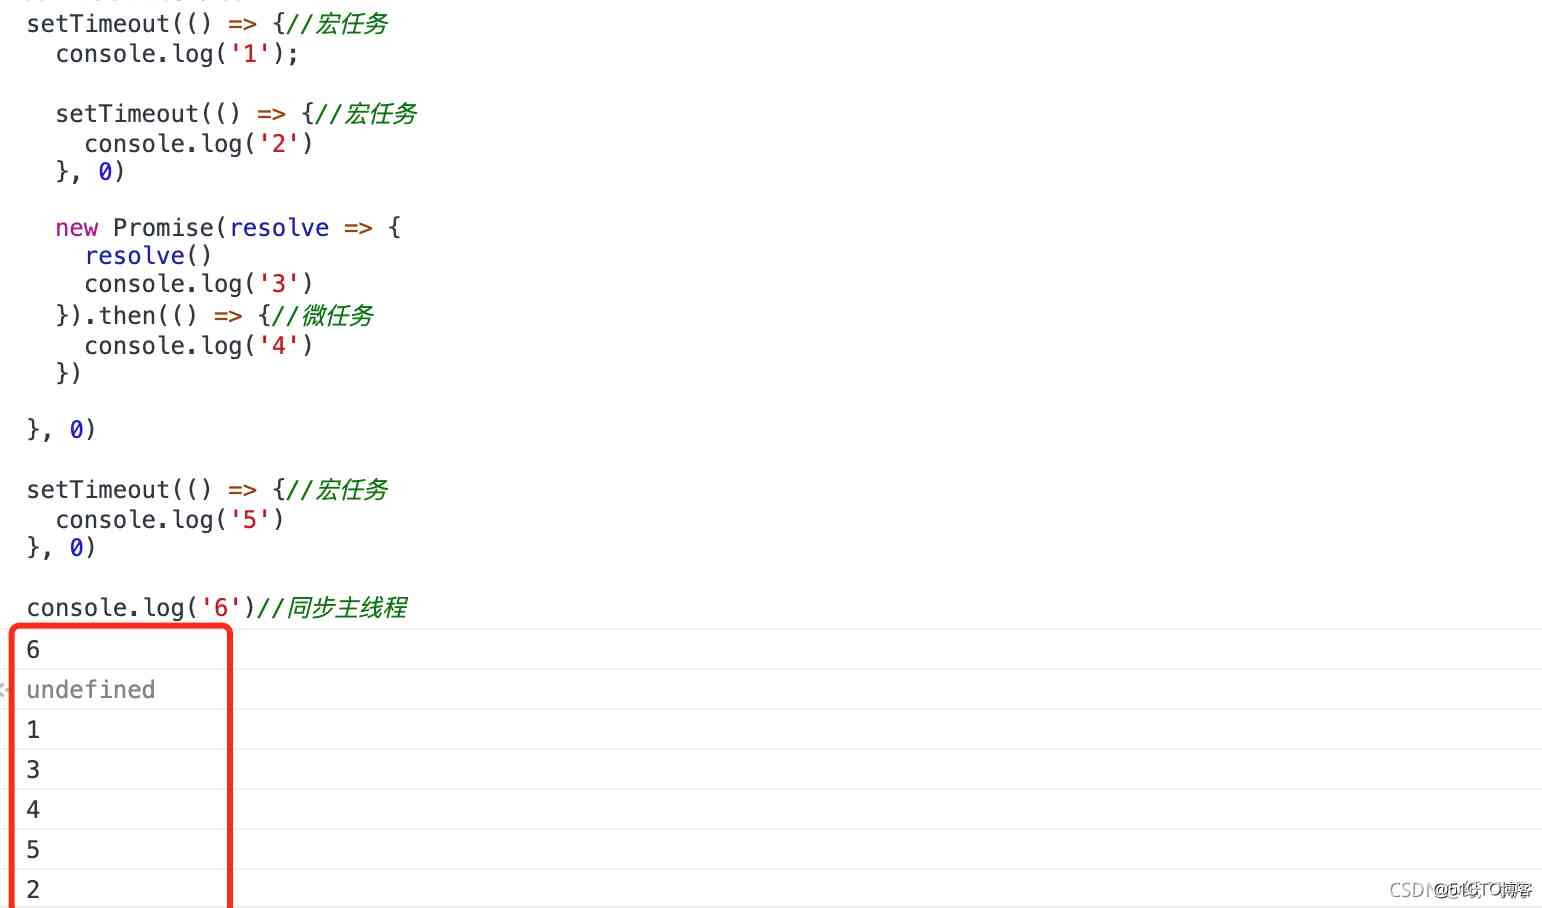 setTimeout(() => {//宏任务
console.log('1');
setTimeout(() => {//宏任务
console.log('2')
}, 0)
new Promise(resolve => {
resolve()
console.log('3')
}).then(() => {//微任务
console.log('4')
})
}, 0)
setTimeout(() => {//宏任务
console.log('5')
}, 0)
console.log('6')//同步主线程
6
undefined
1
3
4
5
2
CSDN @51CTO博客